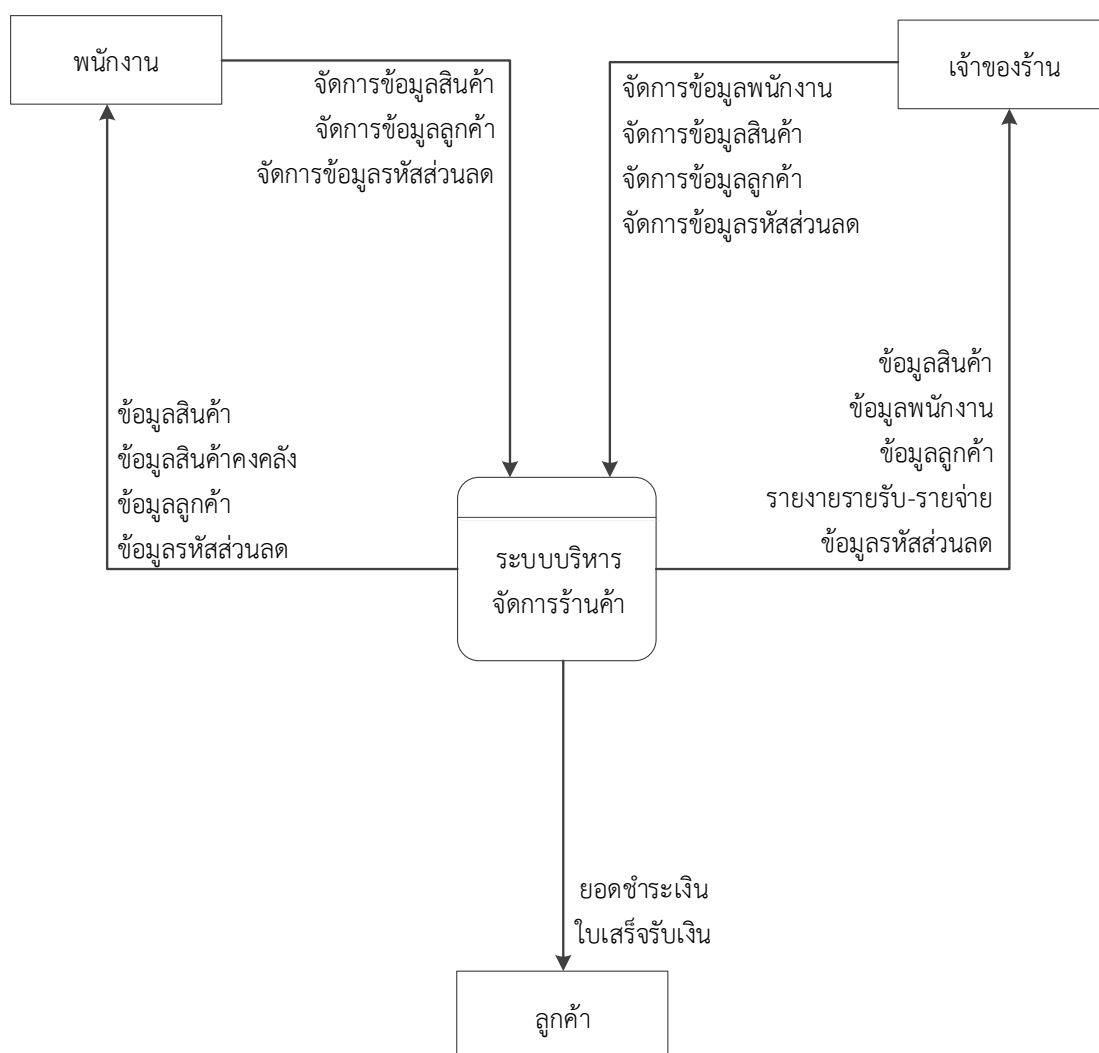 พนักงาน
เจ้าของร้าน
จัดการข้อมูลสินค้า
จัดการข้อมูลลูกค้า
จัดการข้อมูลรหัสส่วนลด
จัดการข้อมูลพนักงาน
จัดการข้อมูลสินค้า
จัดการข้อมูลลูกค้า
จัดการข้อมูลรหัสส่วนลด
ข้อมูลสินค้า
ข้อมูลสินค้าคงคลัง
ข้อมูลลูกค้า
ข้อมูลรหัสส่วนลด
ข้อมูลสินค้า
ข้อมูลพนักงาน
ข้อมูลลูกค้า
รายงายรายรับ-รายจ่าย
ข้อมูลรหัสส่วนลด
ระบบบริหาร
จัดการร้านค้า
ยอดชำระเงิน
ใบเสร็จรับเงิน
ลูกค้า